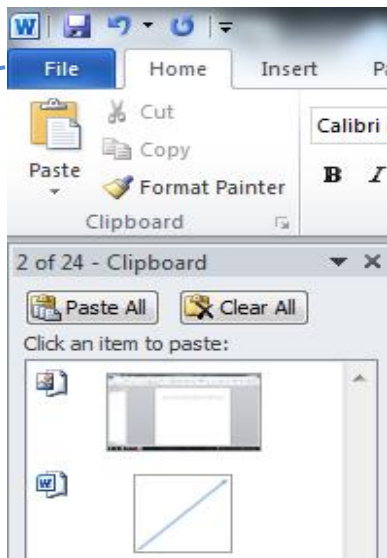 W
File Home Insert
Cut
Copy
Paste
Format Painter
Calibri
B I
Clipboard
2 of 24 - Clipboard
Paste All Clear All
Click an item to paste: